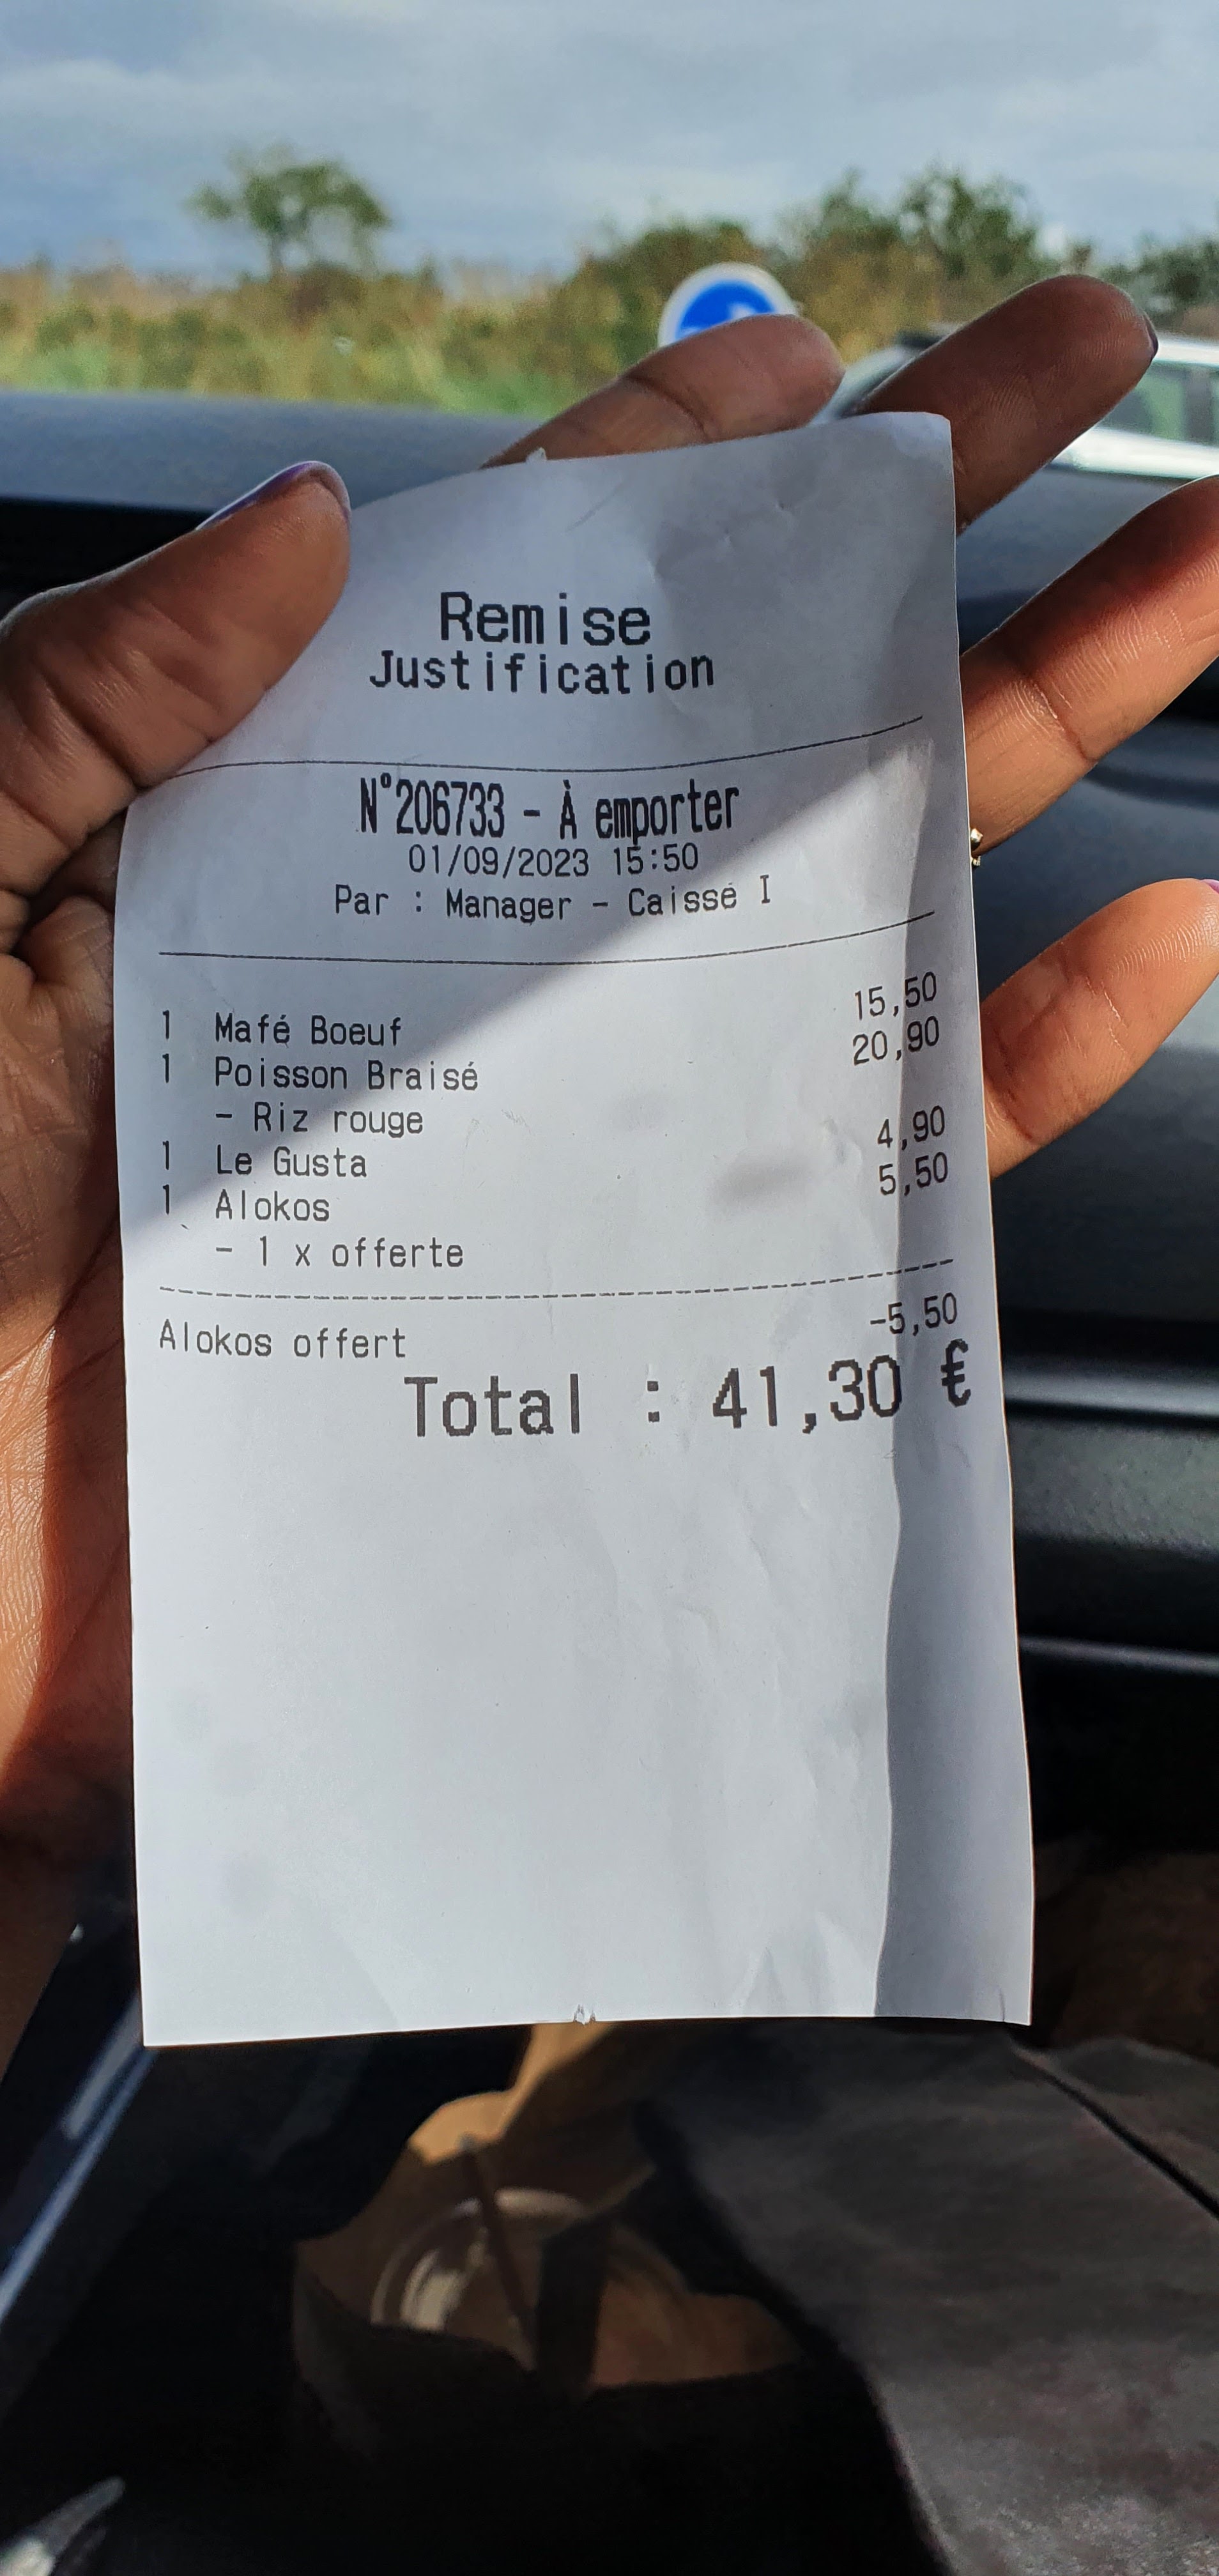 Remise
Justification
N°206733 - À emporter
01/09/2023 15:50
Par : Manager - Caisse I
1 Mafé Boeuf 15,50
1 Poisson Braisé 20,90
- Riz rouge
1 Le Gusta 4,90
1 Alokos 5,50
- 1 x offerte
Alokos offert -5,50
Total : 41,30 €